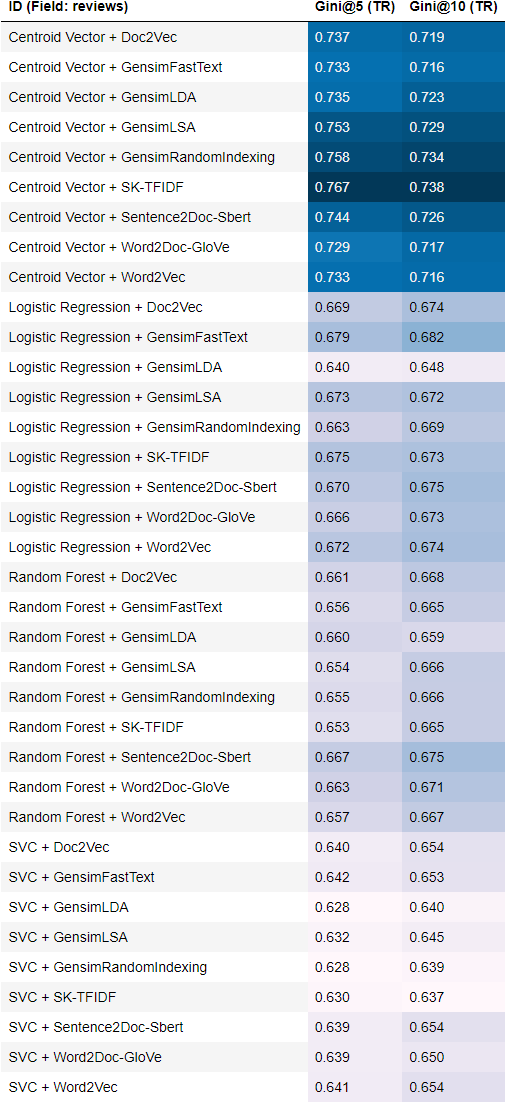 ID (Field: reviews) Gini@5 (TR) Gini@10 (TR)
Centroid Vector + Doc2Vec 0.737 0.719
Centroid Vector + GensimFastText 0.733 0.716
Centroid Vector + GensimLDA 0.735 0.723
Centroid Vector + GensimLSA 0.753 0.729
Centroid Vector + GensimRandomIndexing 0.758 0.734
Centroid Vector + SK-TFIDF 0.767 0.738
Centroid Vector + Sentence2Doc-Sbert 0.744 0.726
Centroid Vector + Word2Doc-GloVe 0.729 0.717
Centroid Vector + Word2Vec 0.733 0.716
Logistic Regression + Doc2Vec 0.669 0.674
Logistic Regression + GensimFastText 0.679 0.682
Logistic Regression + GensimLDA 0.640 0.648
Logistic Regression + GensimLSA 0.673 0.672
Logistic Regression + GensimRandomIndexing 0.663 0.669
Logistic Regression + SK-TFIDF 0.675 0.673
Logistic Regression + Sentence2Doc-Sbert 0.670 0.675
Logistic Regression + Word2Doc-GloVe 0.666 0.673
Logistic Regression + Word2Vec 0.672 0.674
Random Forest + Doc2Vec 0.661 0.668
Random Forest + GensimFastText 0.656 0.665
Random Forest + GensimLDA 0.660 0.659
Random Forest + GensimLSA 0.654 0.666
Random Forest + GensimRandomIndexing 0.655 0.666
Random Forest + SK-TFIDF 0.653 0.665
Random Forest + Sentence2Doc-Sbert 0.667 0.675
Random Forest + Word2Doc-GloVe 0.663 0.671
Random Forest + Word2Vec 0.657 0.667
SVC + Doc2Vec 0.640 0.654
SVC + GensimFastText 0.642 0.653
SVC + GensimLDA 0.628 0.640
SVC + GensimLSA 0.632 0.645
SVC + GensimRandomIndexing 0.628 0.639
SVC + SK-TFIDF 0.630 0.637
SVC + Sentence2Doc-Sbert 0.639 0.654
SVC + Word2Doc-GloVe 0.639 0.650
SVC + Word2Vec 0.641 0.654